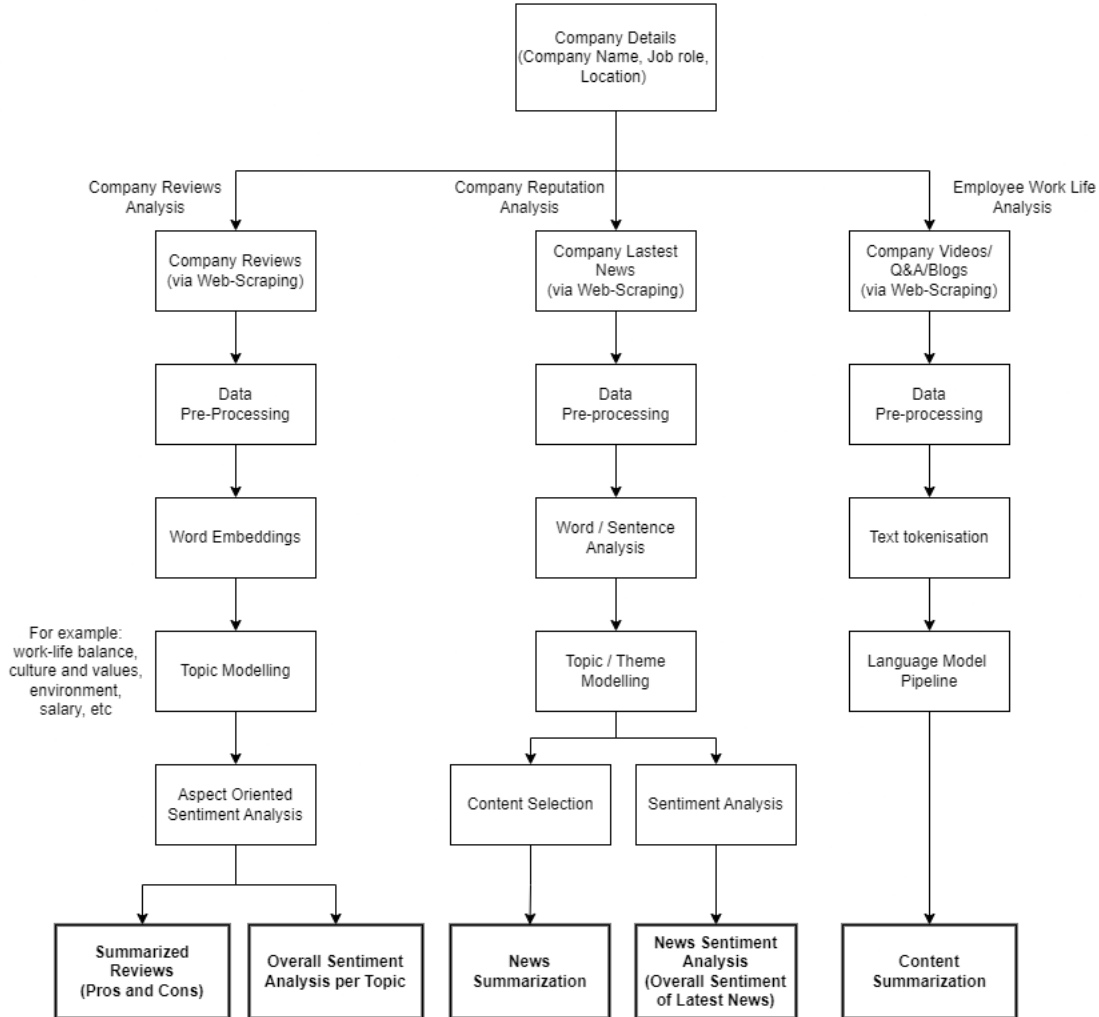 Company Details
(Company Name, Job role,
Location)
Company Reviews
Analysis
Company Reputation
Analysis
Employee Work Life
Analysis
Company Reviews
(via Web-Scraping)
Company Lastest
News
(via Web-Scraping)
Company Videos/
Q&A/Blogs
(via Web-Scraping)
Data
Pre-Processing
Data
Pre-processing
Data
Pre-processing
Word Embeddings
Word / Sentence
Analysis
Text tokenisation
For example:
work-life balance,
culture and values,
environment,
salary, etc
Topic Modelling
Topic / Theme
Modelling
Language Model
Pipeline
Aspect Oriented
Sentiment Analysis
Content Selection
Sentiment Analysis
Summarized
Reviews
(Pros and Cons)
Overall Sentiment
Analysis per Topic
News
Summarization
News Sentiment
Analysis
(Overall Sentiment
of Latest News)
Content
Summarization